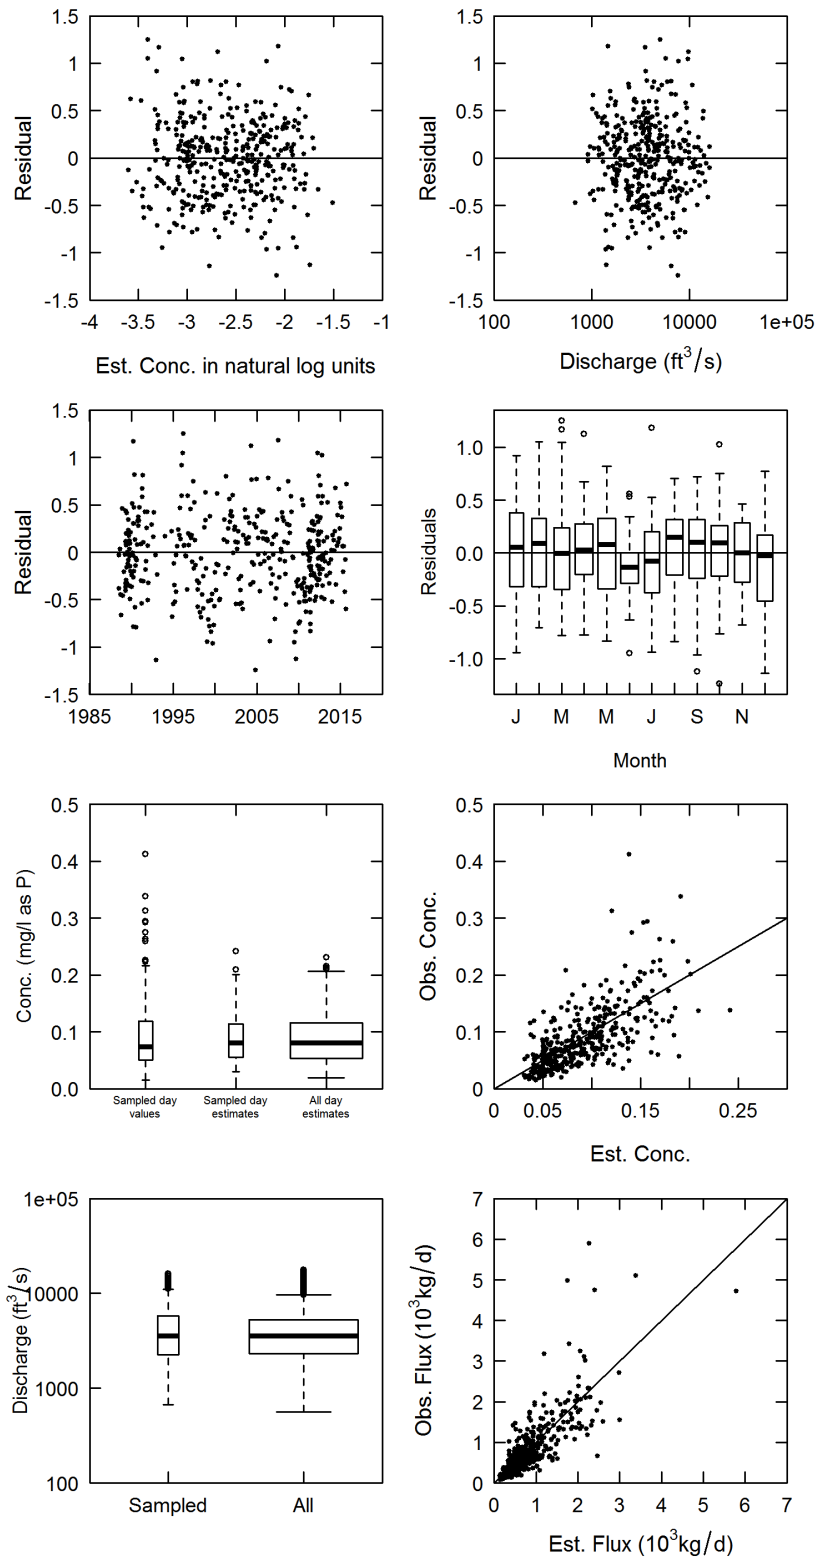 1.5
1
0.5
0
-0.5
-1
-1.5
Residual
-4 -3.5 -3 -2.5 -2 -1.5 -1
Est. Conc. in natural log units
1.5
1
0.5
0
-0.5
-1
-1.5
Residual
100 1000 10000 1e+05
Discharge (ft³/s)
1.5
1
0.5
0
-0.5
-1
-1.5
Residual
1985 1995 2005 2015
1.0
0.5
0.0
-0.5
-1.0
Residuals
J M M J S N
Month
0.5
0.4
0.3
0.2
0.1
0.0
Conc. (mg/l as P)
Sampled day
values
Sampled day
estimates
All day
estimates
0.5
0.4
0.3
0.2
0.1
0
Obs. Conc.
0 0.05 0.15 0.25
Est. Conc.
1e+05
10000
1000
100
Discharge (ft³/s)
Sampled All
7
6
5
4
3
2
1
0
Obs. Flux (10³kg/d)
0 1 2 3 4 5 6 7
Est. Flux (10³kg/d)